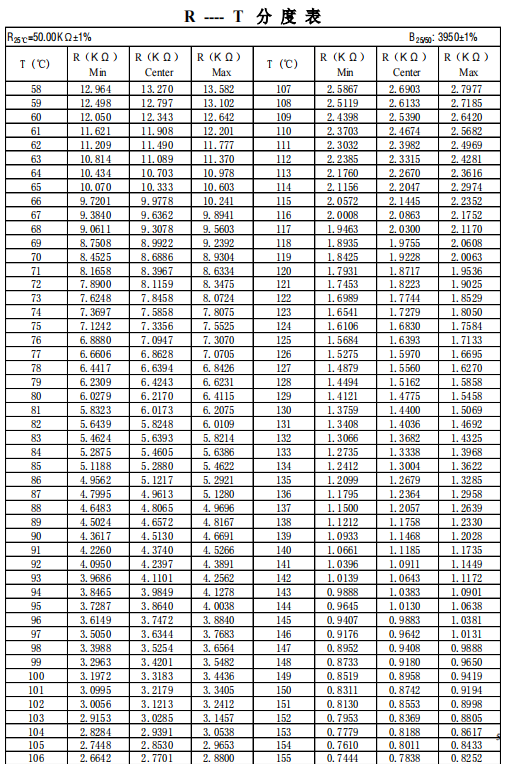 R ---- T 分 度 表
R25℃=50.00KΩ±1% B25/50: 3950±1%
T (℃) R (KΩ) Min R (KΩ) Center R (KΩ) Max T (℃) R (KΩ) Min R (KΩ) Center R (KΩ) Max
58 12.964 13.270 13.582 107 2.5867 2.6903 2.7977
59 12.498 12.797 13.102 108 2.5119 2.6133 2.7185
60 12.050 12.343 12.642 109 2.4398 2.5390 2.6420
61 11.621 11.908 12.201 110 2.3703 2.4674 2.5682
62 11.209 11.490 11.777 111 2.3032 2.3982 2.4969
63 10.814 11.089 11.370 112 2.2385 2.3315 2.4281
64 10.434 10.703 10.978 113 2.1760 2.2670 2.3616
65 10.070 10.333 10.603 114 2.1156 2.2047 2.2974
66 9.7201 9.9778 10.241 115 2.0572 2.1445 2.2352
67 9.3840 9.6362 9.8941 116 2.0008 2.0863 2.1752
68 9.0611 9.3078 9.5603 117 1.9463 2.0300 2.1170
69 8.7508 8.9922 9.2392 118 1.8935 1.9755 2.0608
70 8.4525 8.6886 8.9304 119 1.8425 1.9228 2.0063
71 8.1658 8.3967 8.6334 120 1.7931 1.8717 1.9536
72 7.8900 8.1159 8.3475 121 1.7453 1.8223 1.9025
73 7.6248 7.8458 8.0724 122 1.6989 1.7744 1.8529
74 7.3697 7.5858 7.8075 123 1.6541 1.7279 1.8050
75 7.1242 7.3356 7.5525 124 1.6106 1.6830 1.7584
76 6.8880 7.0947 7.3070 125 1.5684 1.6393 1.7133
77 6.6606 6.8628 7.0705 126 1.5275 1.5970 1.6695
78 6.4417 6.6394 6.8426 127 1.4879 1.5560 1.6270
79 6.2309 6.4243 6.6231 128 1.4494 1.5162 1.5858
80 6.0279 6.2170 6.4115 129 1.4121 1.4775 1.5458
81 5.8323 6.0173 6.2075 130 1.3759 1.4400 1.5069
82 5.6439 5.8248 6.0109 131 1.3408 1.4036 1.4692
83 5.4624 5.6393 5.8214 132 1.3066 1.3682 1.4325
84 5.2875 5.4605 5.6386 133 1.2735 1.3338 1.3968
85 5.1188 5.2880 5.4622 134 1.2412 1.3004 1.3622
86 4.9562 5.1217 5.2921 135 1.2099 1.2679 1.3285
87 4.7995 4.9613 5.1280 136 1.1795 1.2364 1.2958
88 4.6483 4.8065 4.9696 137 1.1500 1.2057 1.2639
89 4.5024 4.6572 4.8167 138 1.1212 1.1758 1.2330
90 4.3617 4.5130 4.6691 139 1.0933 1.1468 1.2028
91 4.2260 4.3740 4.5266 140 1.0661 1.1185 1.1735
92 4.0950 4.2397 4.3891 141 1.0396 1.0911 1.1449
93 3.9686 4.1101 4.2562 142 1.0139 1.0643 1.1172
94 3.8465 3.9849 4.1278 143 0.9888 1.0383 1.0901
95 3.7287 3.8640 4.0038 144 0.9645 1.0130 1.0638
96 3.6149 3.7472 3.8840 145 0.9407 0.9883 1.0381
97 3.5050 3.6344 3.7683 146 0.9176 0.9642 1.0131
98 3.3988 3.5254 3.6564 147 0.8952 0.9408 0.9888
99 3.2963 3.4201 3.5482 148 0.8733 0.9180 0.9650
100 3.1972 3.3183 3.4436 149 0.8519 0.8958 0.9419
101 3.0995 3.2179 3.3405 150 0.8311 0.8742 0.9194
102 3.0056 3.1213 3.2412 151 0.8130 0.8553 0.8998
103 2.9153 3.0285 3.1457 152 0.7953 0.8369 0.8805
104 2.8284 2.9391 3.0538 153 0.7779 0.8188 0.8617
105 2.7448 2.8530 2.9653 154 0.7610 0.8011 0.8433
106 2.6642 2.7701 2.8800 155 0.7444 0.7838 0.8252